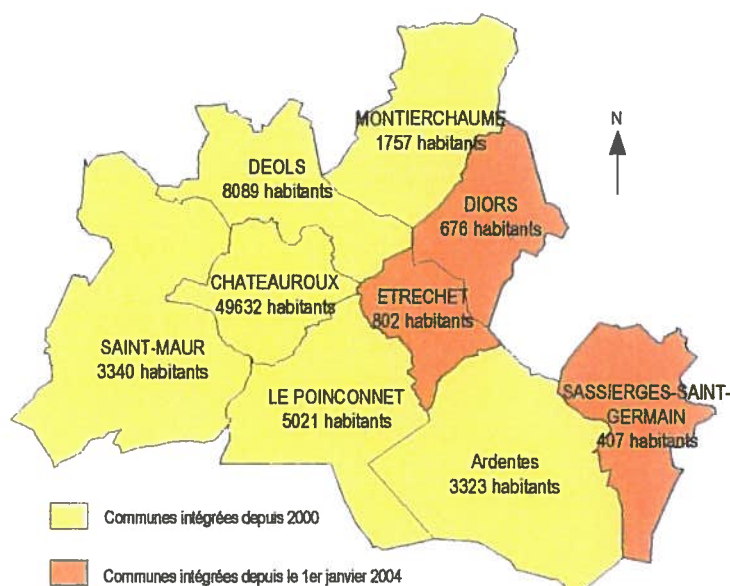 MONTIERCHAUME
1757 habitants
N
DEOLS
8089 habitants
DIORS
676 habitants
CHATEAUROUX
49632 habitants
ETRECHET
802 habitants
SAINT-MAUR
3340 habitants
LE POINCONNET
5021 habitants
SASSIERGES-SAINT-
GERMAIN
407 habitants
Ardentes
3323 habitants
Communes intégrées depuis 2000
Communes intégrées depuis le 1er janvier 2004